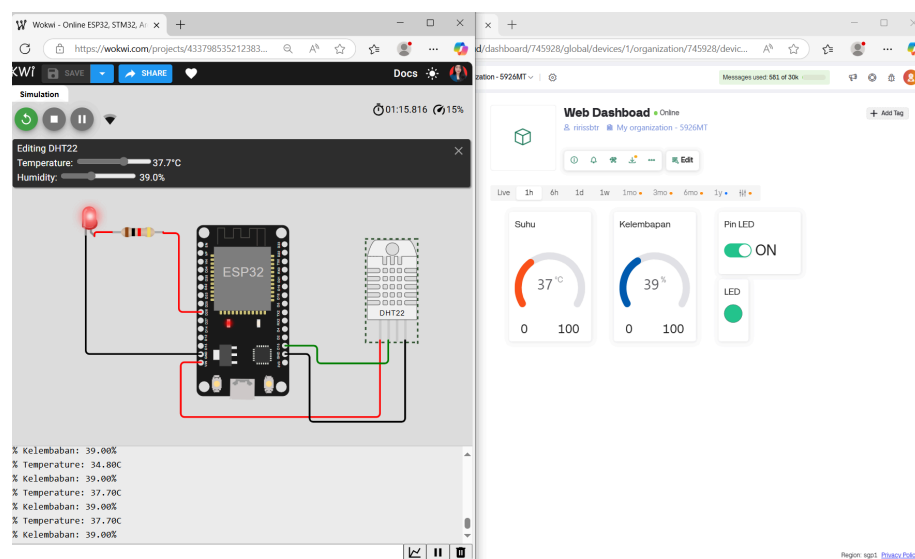 Wokwi - Online ESP32, STM32, Ar
https://wokwi.com/projects/433798535212383...
SAVE
SHARE
Docs
Simulation
01:15.816
15%
Editing DHT22
Temperature: 37.7°C
Humidity: 39.0%
ESP32
DHT22
% Kelembaban: 39.00%
% Temperature: 34.80C
% Kelembaban: 39.00%
% Temperature: 37.70C
% Kelembaban: 39.00%
% Temperature: 37.70C
% Kelembaban: 39.00%
d/dashboard/745928/global/devices/1/organization/745928/devic...
zation - 5926MT
Messages used: 581 of 30k
Web Dashboad
Online
ririssbtr
My organization - 5926MT
+ Add Tag
Edit
Live 1h 6h 1d 1w 1mo 3mo 6mo 1y
Suhu
37 °C
0 100
Kelembapan
39 %
0 100
Pin LED
ON
LED
Region: sgp1 Privacy Polic